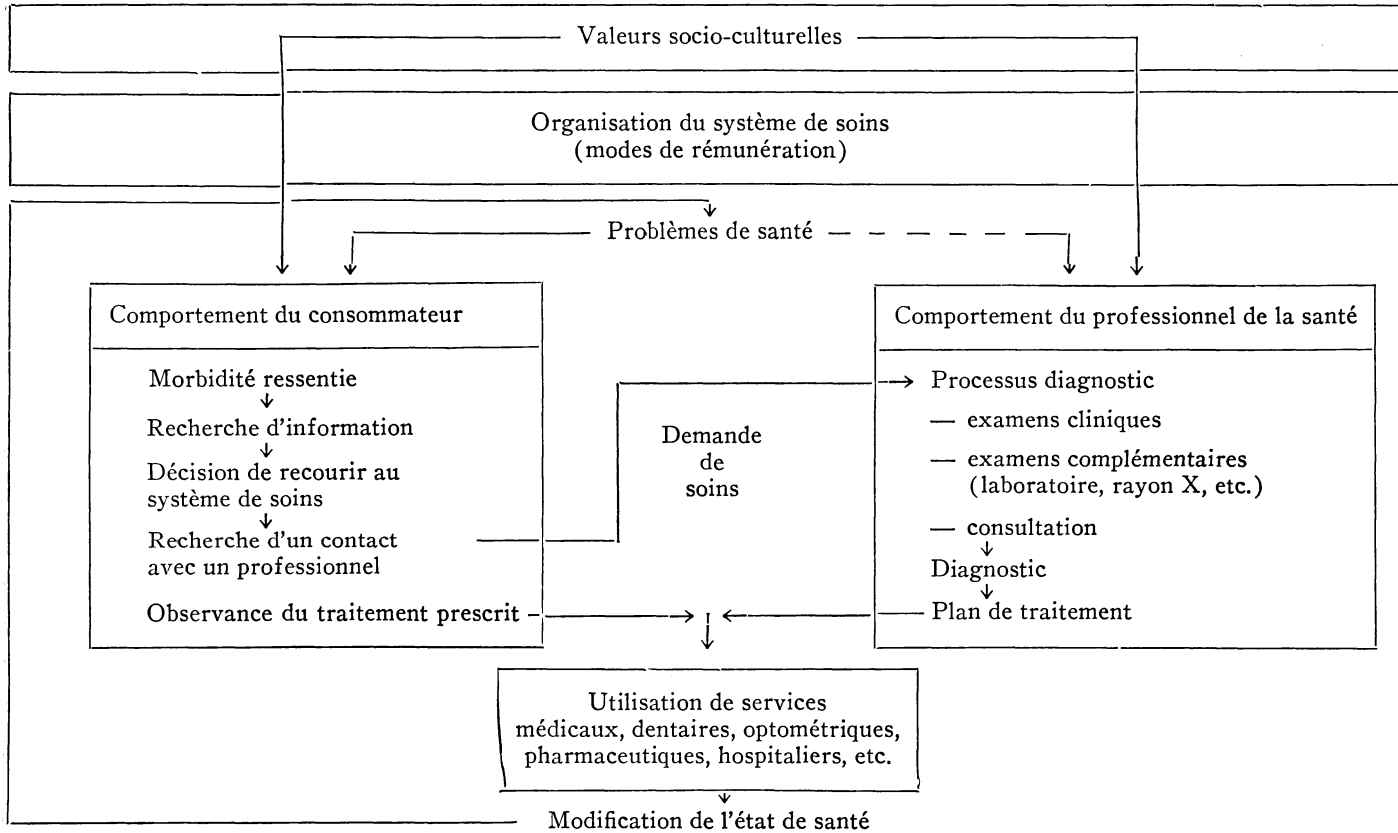 Valeurs socio-culturelles
Organisation du système de soins
(modes de rémunération)
Problèmes de santé
Comportement du consommateur
Morbidité ressentie
Recherche d'information
Décision de recourir au
système de soins
Recherche d'un contact
avec un professionnel
Observance du traitement prescrit
Demande
de
soins
Comportement du professionnel de la santé
Processus diagnostic
— examens cliniques
— examens complémentaires
(laboratoire, rayon X, etc.)
— consultation
Diagnostic
Plan de traitement
Utilisation de services
médicaux, dentaires, optométriques,
pharmaceutiques, hospitaliers, etc.
Modification de l'état de santé